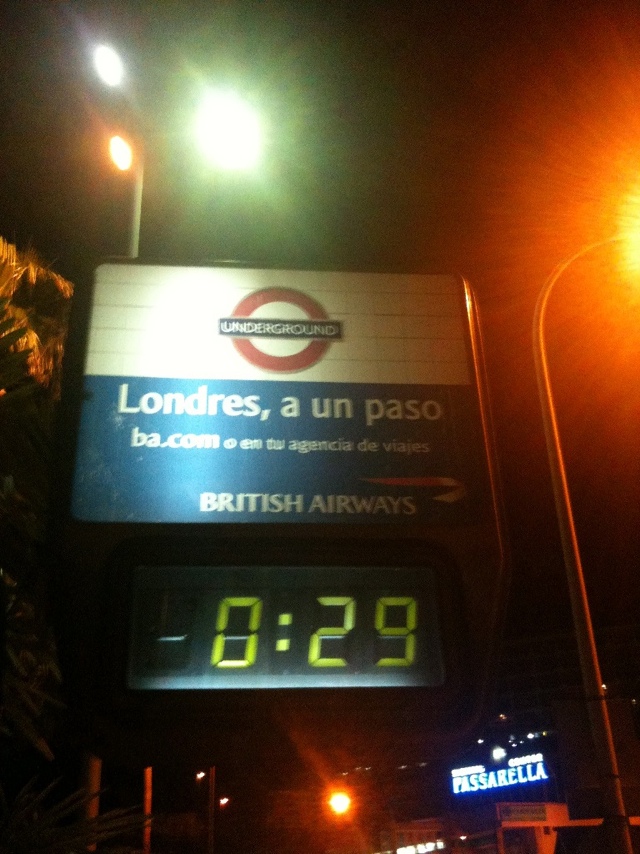 UNDERGROUND
Londres, a un paso
ba.com o en tu agencia de viajes
BRITISH AIRWAYS
0:29
PASSARELLA